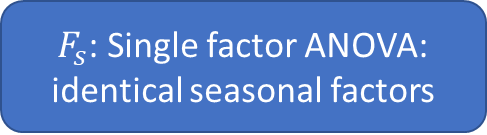 Fₛ: Single factor ANOVA:
identical seasonal factors